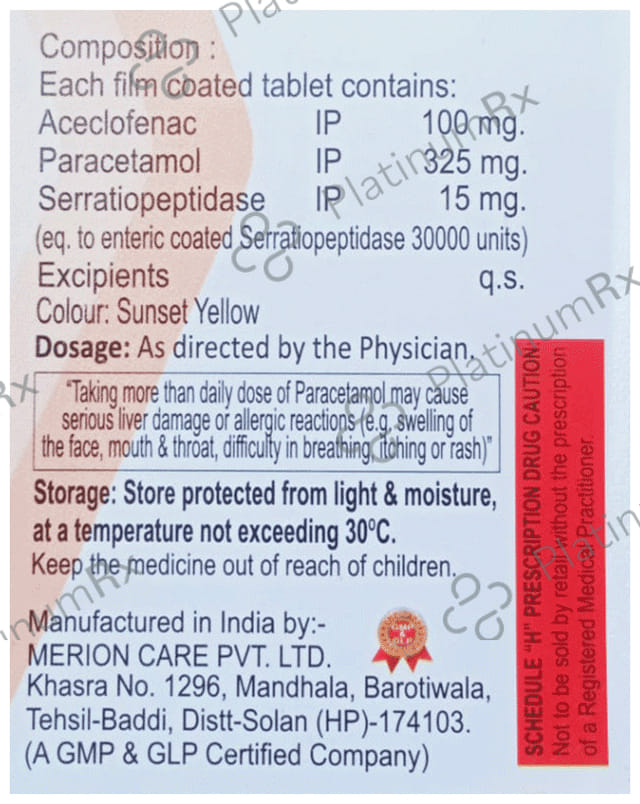 Composition :
Each film coated tablet contains:
Aceclofenac IP 100 mg.
Paracetamol IP 325 mg.
Serratiopeptidase IP 15 mg.
(eq. to enteric coated Serratiopeptidase 30000 units)
Excipients q.s.
Colour: Sunset Yellow
Dosage: As directed by the Physician.
"Taking more than daily dose of Paracetamol may cause
serious liver damage or allergic reactions (e.g. swelling of
the face, mouth & throat, difficulty in breathing, itching or rash)"
Storage: Store protected from light & moisture,
at a temperature not exceeding 30°C.
Keep the medicine out of reach of children.
Manufactured in India by:-
MERION CARE PVT. LTD.
Khasra No. 1296, Mandhala, Barotiwala,
Tehsil-Baddi, Distt-Solan (HP)-174103.
(A GMP & GLP Certified Company)
GMP
&
GLP
SCHEDULE "H" PRESCRIPTION DRUG CAUTION:
Not to be sold by retail without the prescription
of a Registered Medical Practitioner.
PlatinumRx
PlatinumRx
PlatinumRx